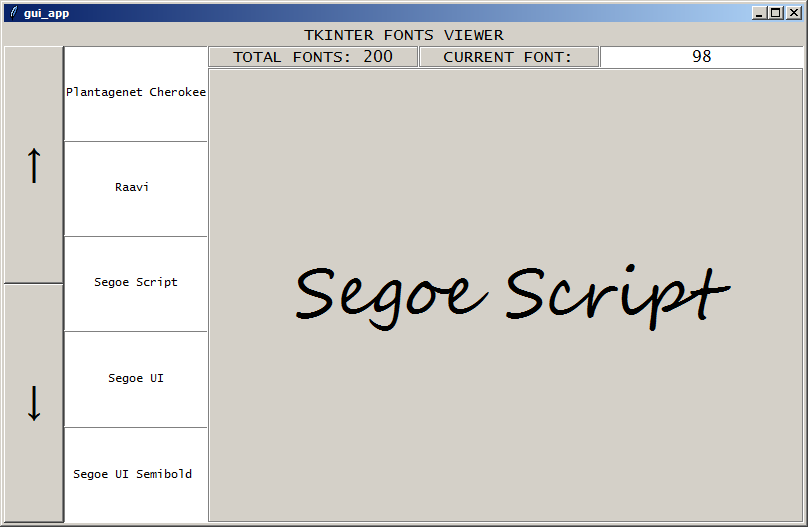 gui_app
TKINTER FONTS VIEWER
TOTAL FONTS: 200
CURRENT FONT:
98
↑
↓
Plantagenet Cherokee
Raavi
Segoe Script
Segoe UI
Segoe UI Semibold
Segoe Script